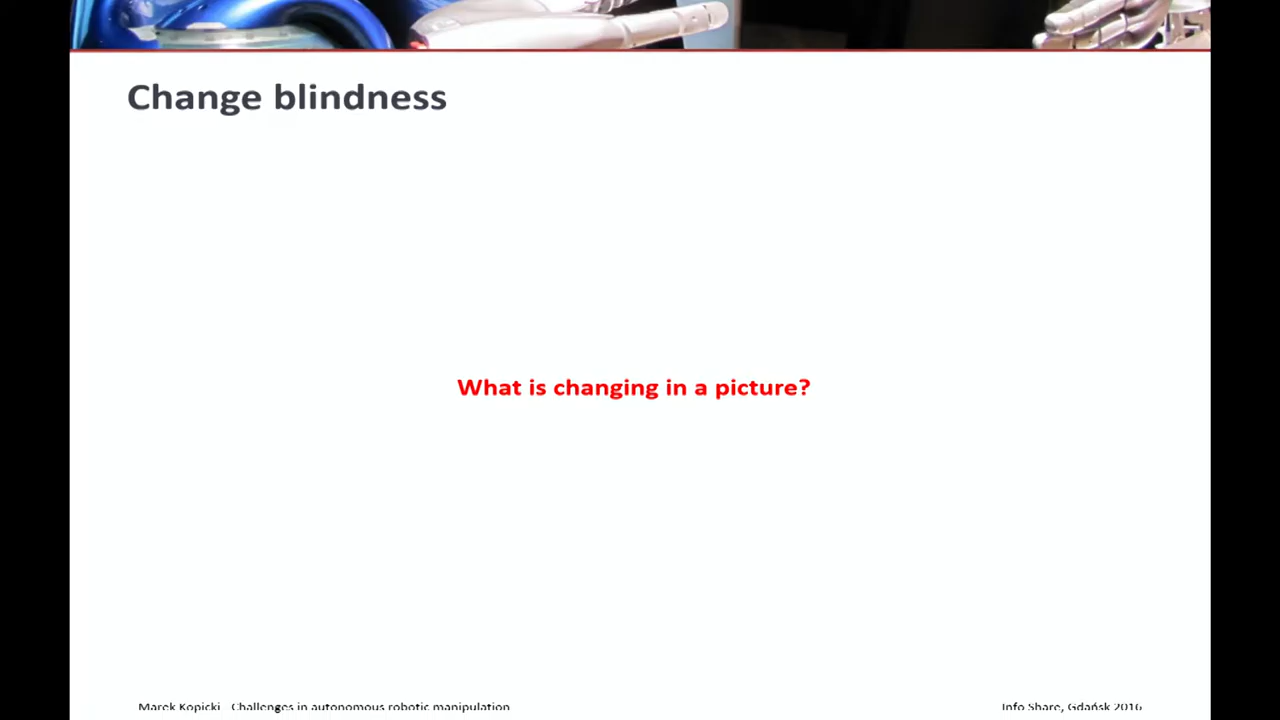 Change blindness
What is changing in a picture?
Marek Kopicki Challenges in autonomous robotic manipulation
Info Share, Gdańsk 2016